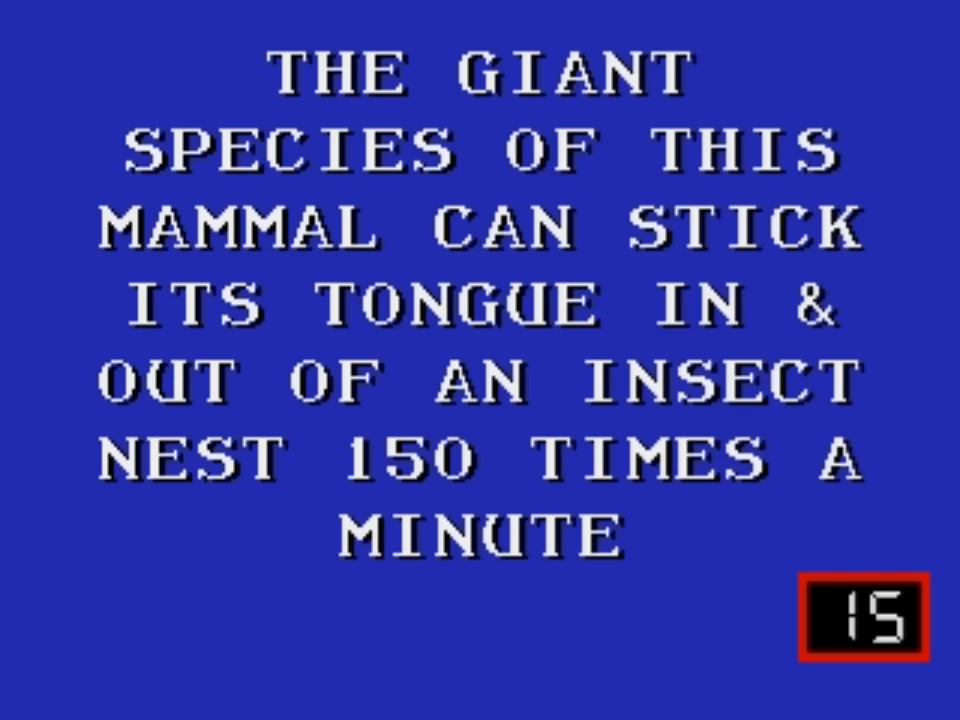 THE GIANT
SPECIES OF THIS
MAMMAL CAN STICK
ITS TONGUE IN &
OUT OF AN INSECT
NEST 150 TIMES A
MINUTE
15